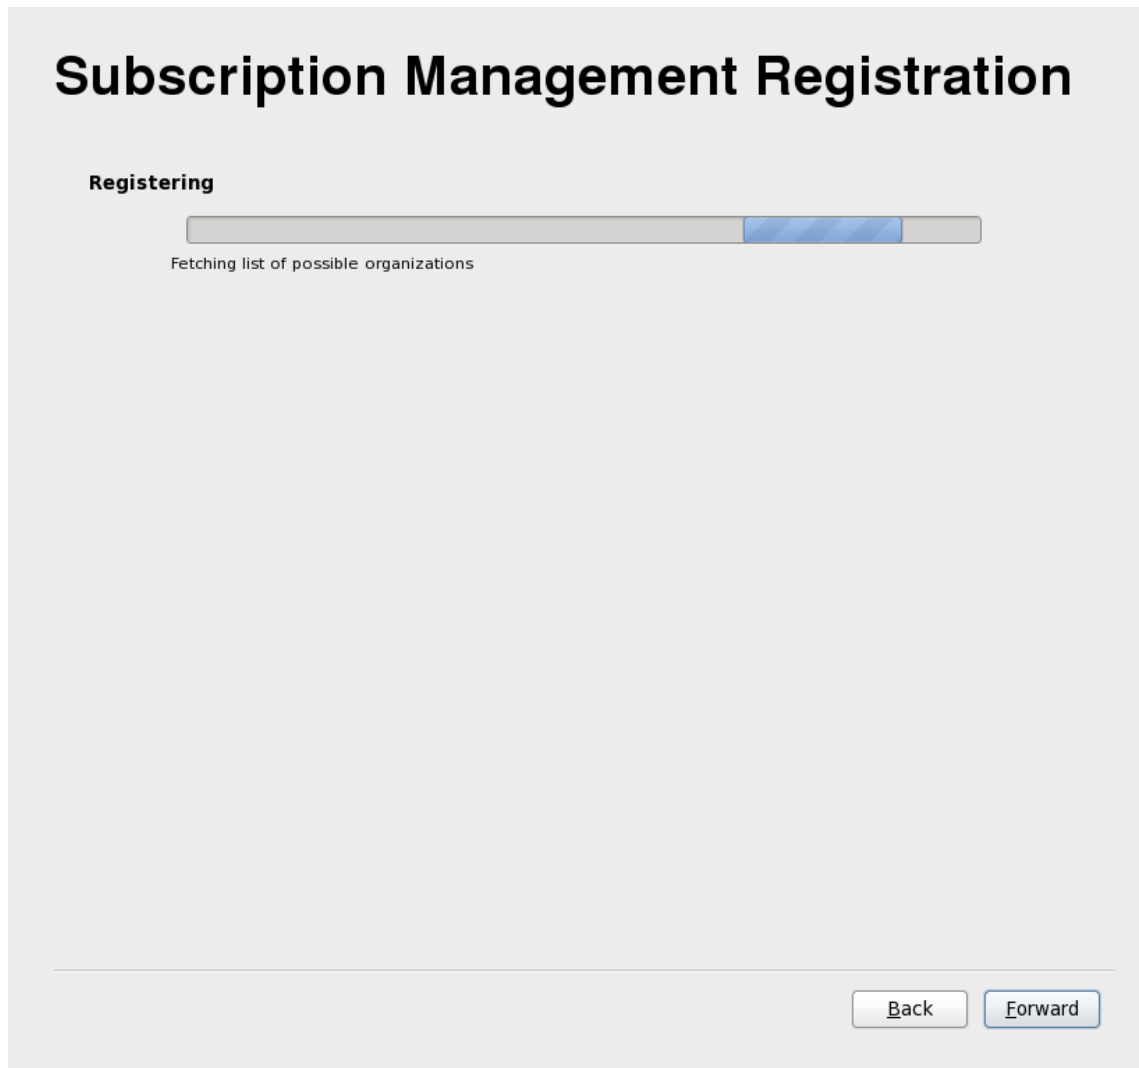 Subscription Management Registration
Registering
Fetching list of possible organizations
Back
Forward